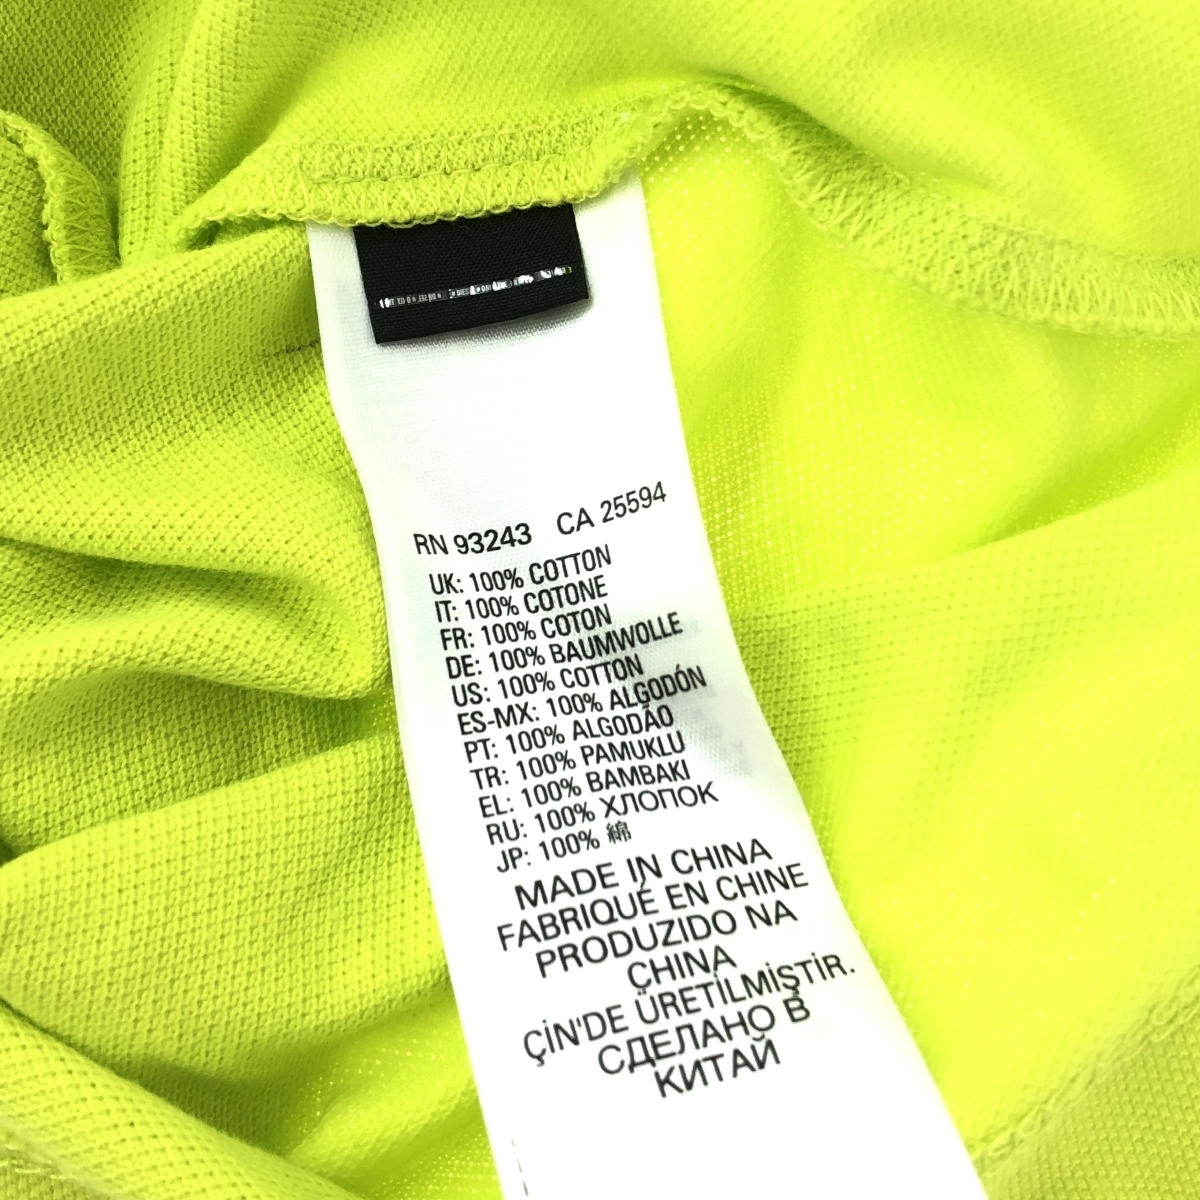 RN 93243 CA 25594
UK: 100% COTTON
IT: 100% COTONE
FR: 100% COTON
DE: 100% BAUMWOLLE
US: 100% COTTON
ES-MX: 100% ALGODÓN
PT: 100% ALGODÃO
TR: 100% PAMUKLU
EL: 100% BAMBAKI
RU: 100% ХЛОПОК
JP: 100% 綿
MADE IN CHINA
FABRIQUÉ EN CHINE
PRODUZIDO NA
CHINA
ÇİN'DE ÜRETİLMİŞTİR.
СДЕЛАНО В
КИТАЙ